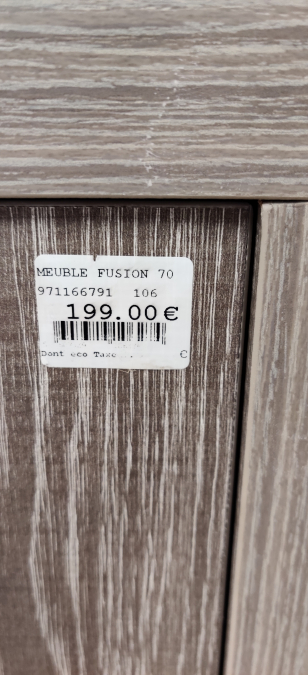 MEUBLE FUSION 70
971166791 106
199.00€
Dont eco Taxe €